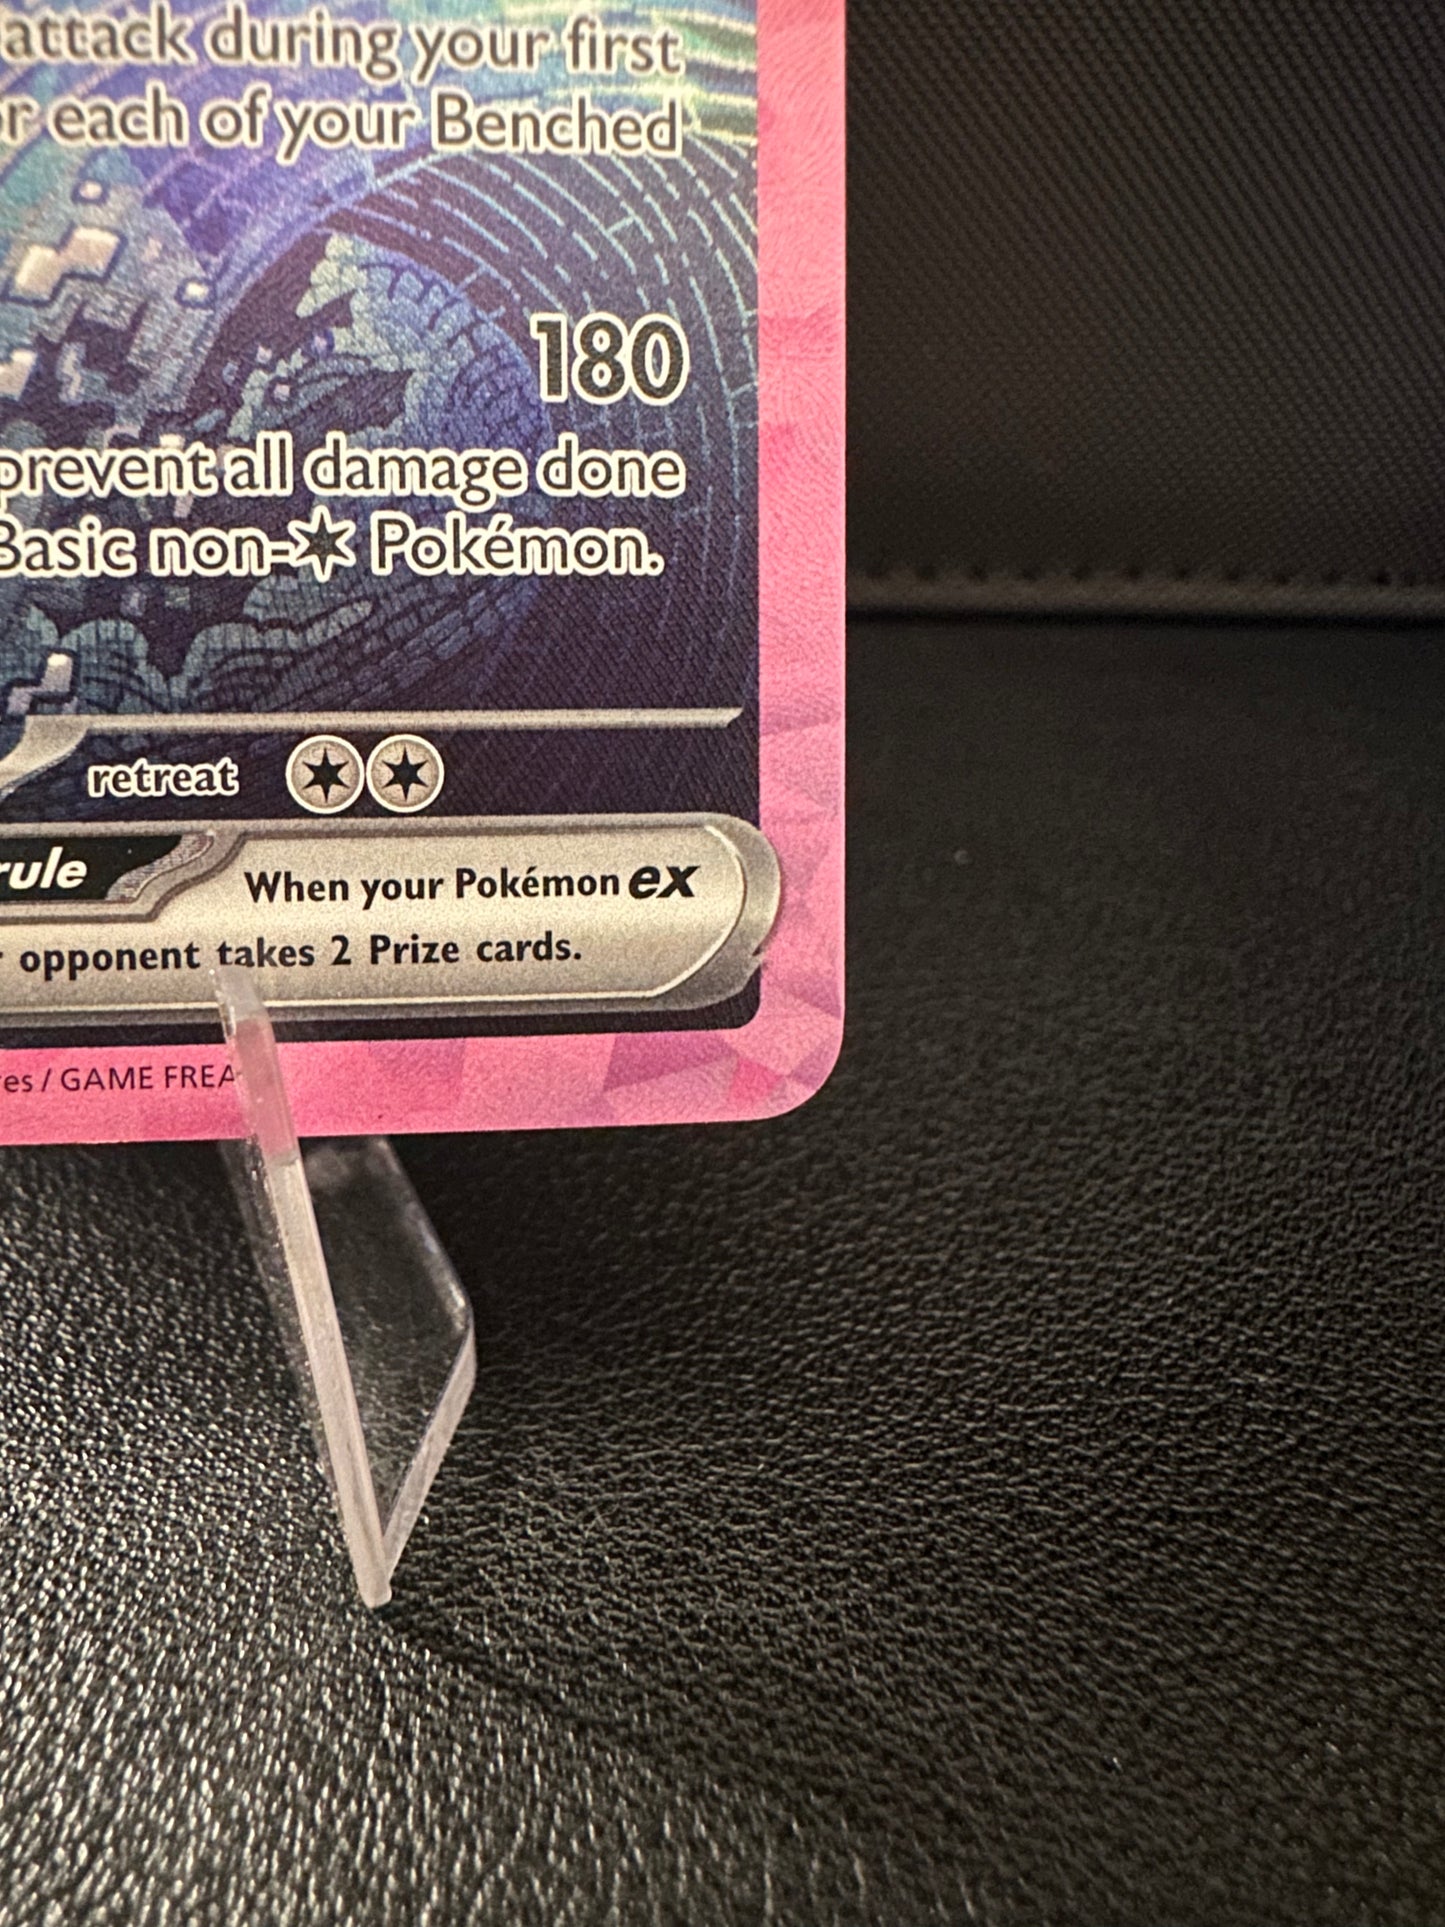 attack during your first
r each of your Benched
180
prevent all damage done
Basic non- Pokémon.
retreat
rule
When your Pokémon ex
opponent takes 2 Prize cards.
es / GAME FREA